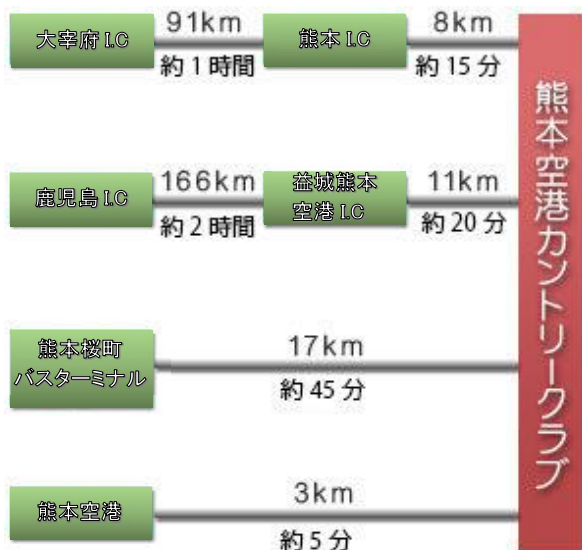 大宰府 I.C
91km
約1時間
熊本 I.C
8km
約15分
鹿児島 I.C
166km
約2時間
益城熊本
空港 I.C
11km
約20分
熊本桜町
バスターミナル
17km
約45分
熊本空港
3km
約5分
熊本空港カントリークラブ